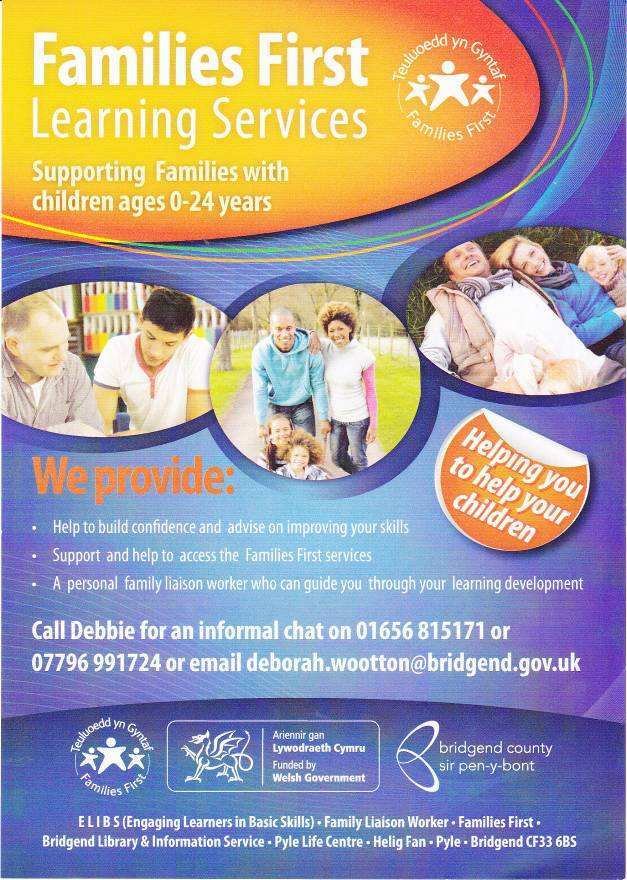 Families First
Learning Services
Supporting Families with
children ages 0-24 years
Teuluoedd yn Gyntaf
Families First
Helping you
to help your
children
We provide:
• Help to build confidence and advise on improving your skills
• Support and help to access the Families First services
• A personal family liaison worker who can guide you through your learning development
Call Debbie for an informal chat on 01656 815171 or
07796 991724 or email deborah.wootton@bridgend.gov.uk
Teuluoedd yn Gyntaf
Families First
Ariennir gan
Lywodraeth Cymru
Funded by
Welsh Government
bridgend county
sir pen-y-bont
E L I B S (Engaging Learners in Basic Skills) • Family Liaison Worker • Families First •
Bridgend Library & Information Service • Pyle Life Centre • Helig Fan • Pyle • Bridgend CF33 6BS